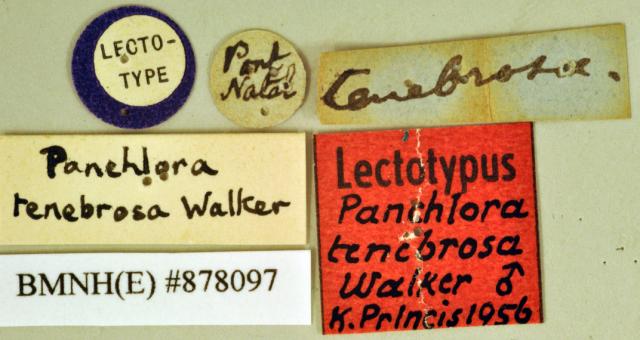 LECTO-
TYPE
Port
Natal
tenebrosa.
Panchlora
tenebrosa Walker
Lectotypus
Panchlora
tenebrosa
Walker ♂
K. Princis 1956
BMNH(E) #878097